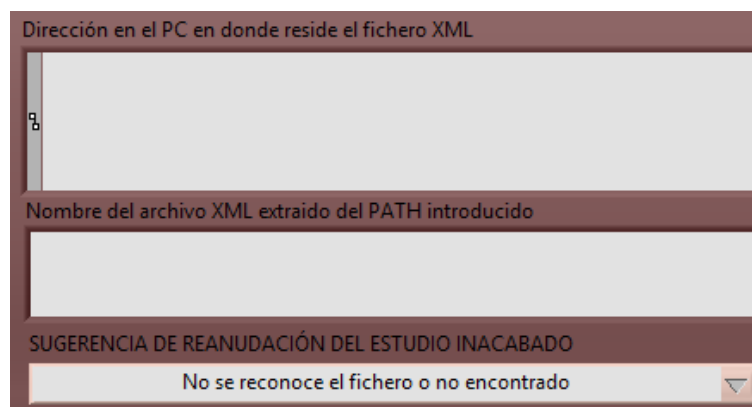 Dirección en el PC en donde reside el fichero XML
Nombre del archivo XML extraido del PATH introducido
SUGERENCIA DE REANUDACIÓN DEL ESTUDIO INACABADO
No se reconoce el fichero o no encontrado